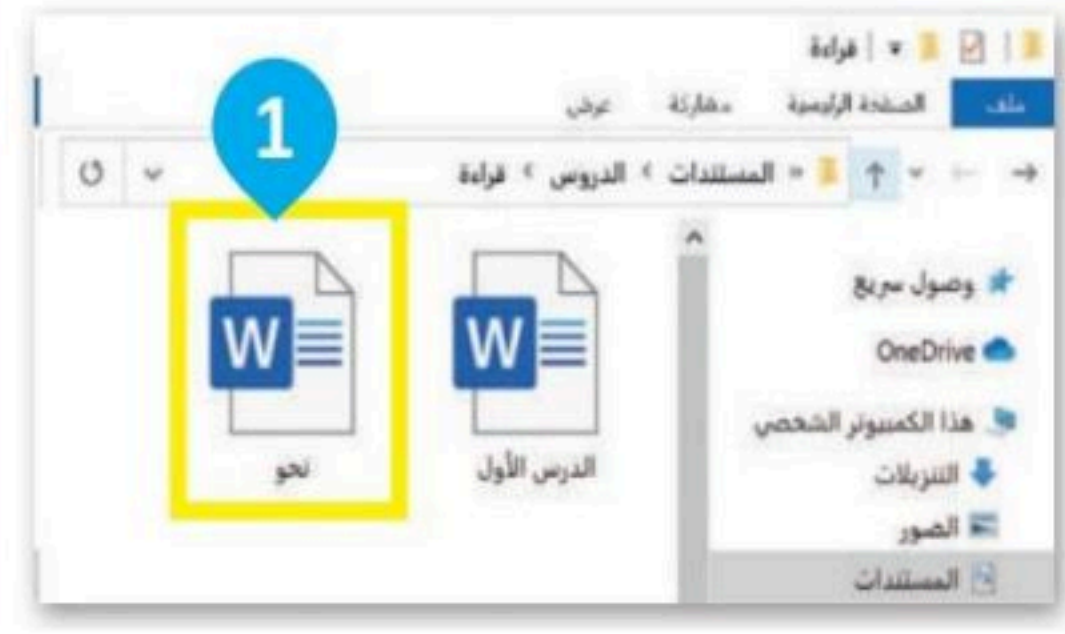 قراءة
ملف الصفحة الرئيسية مشاركة عرض
« المستندات › الدروس › قراءة
1
وصول سريع
OneDrive
هذا الكمبيوتر الشخصي
التنزيلات
الصور
المستندات
W W
الدرس الأول
نحو